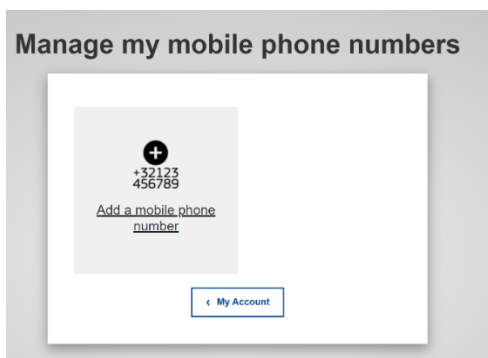 Manage my mobile phone numbers
+32123
456789
Add a mobile phone
number
‹ My Account